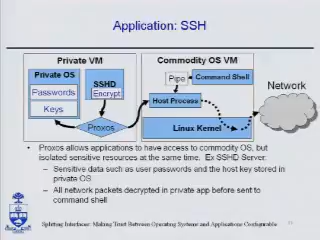 Application: SSH
Private VM
Commodity OS VM
Private OS
Passwords
Keys
SSHD
Encrypt
Proxos
Pipe
Command Shell
Host Process
Linux Kernel
Network
• Proxos allows applications to have access to commodity OS, but
isolated sensitive resources at the same time. Ex SSHD Server:
– Sensitive data such as user passwords and the host key stored in
private OS
– All network packets decrypted in private app before sent to
command shell
Splitting Interfaces: Making Trust Between Operating Systems and Applications Configurable